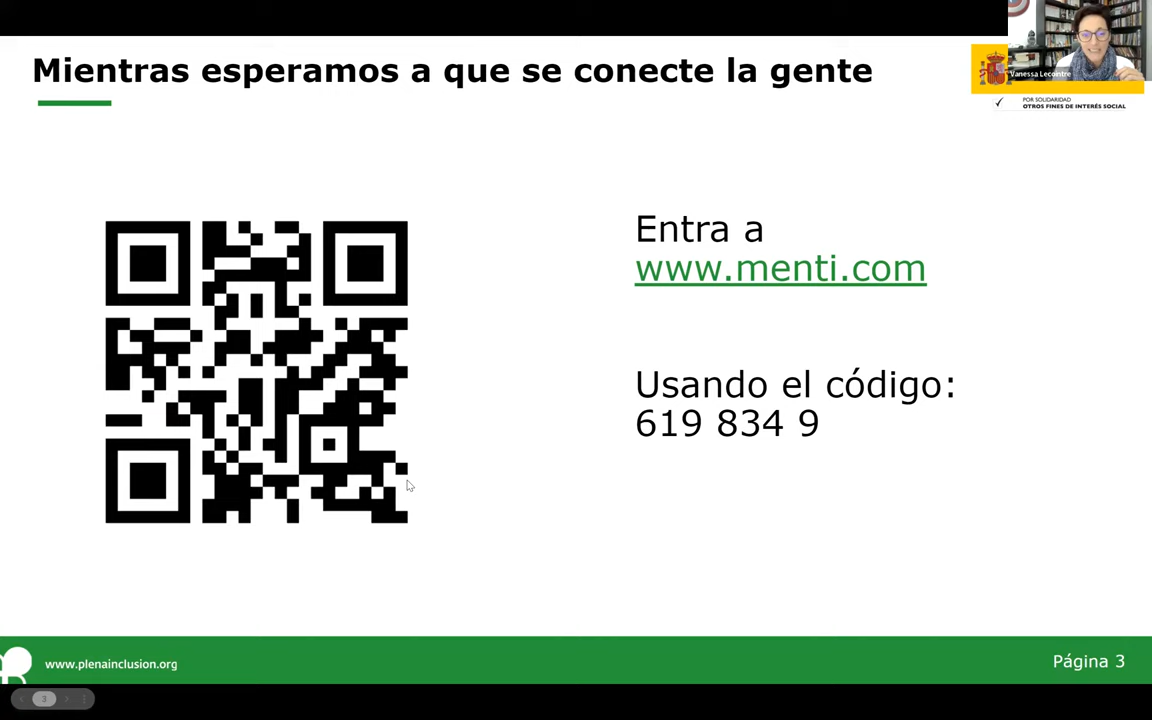 Mientras esperamos a que se conecte la gente
Vanessa Lecointre
POR SOLIDARIDAD
OTROS FINES DE INTERÉS SOCIAL
Entra a
www.menti.com
Usando el código:
619 834 9
www.plenainclusion.org
Página 3
3